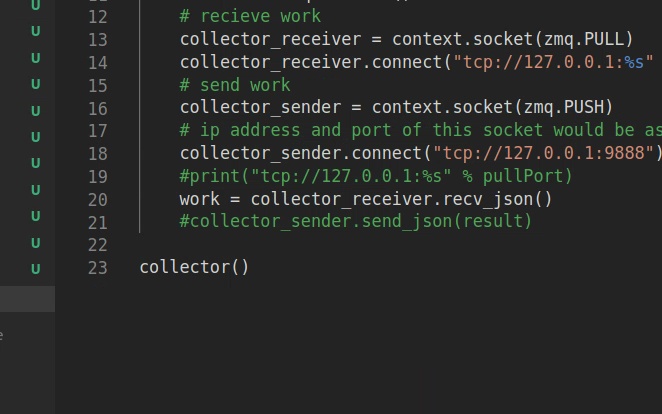 U
12 # recieve work
U
13 collector_receiver = context.socket(zmq.PULL)
U
14 collector_receiver.connect("tcp://127.0.0.1:%s"
U
15 # send work
U
16 collector_sender = context.socket(zmq.PUSH)
U
17 # ip address and port of this socket would be as
U
18 collector_sender.connect("tcp://127.0.0.1:9888")
U
19 #print("tcp://127.0.0.1:%s" % pullPort)
U
20 work = collector_receiver.recv_json()
U
21 #collector_sender.send_json(result)
U
22
U
23 collector()
e